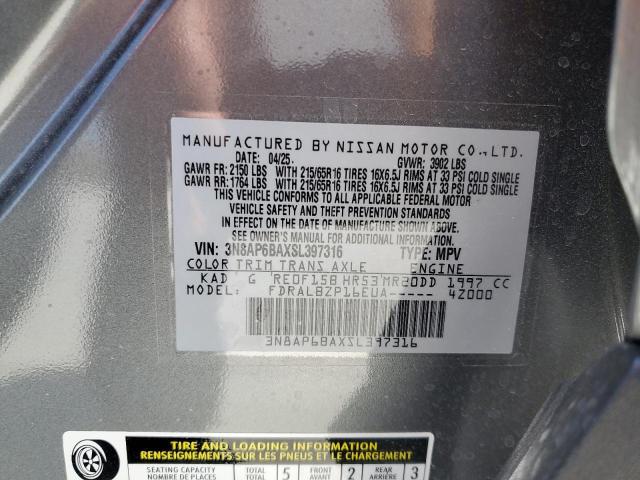 MANUFACTURED BY NISSAN MOTOR CO.,LTD.
DATE: 04/25. GVWR: 3902 LBS
GAWR FR: 2150 LBS WITH 215/65R16 TIRES 16X6.5J RIMS AT 33 PSI COLD SINGLE
GAWR RR: 1764 LBS WITH 215/65R16 TIRES 16X6.5J RIMS AT 33 PSI COLD SINGLE
THIS VEHICLE CONFORMS TO ALL APPLICABLE FEDERAL MOTOR
VEHICLE SAFETY AND THEFT PREVENTION STANDARDS
IN EFFECT ON THE DATE OF MANUFACTURE SHOWN ABOVE.
SEE OWNER'S MANUAL FOR ADDITIONAL INFORMATION.
VIN: 3N8AP6BAXSL397316 TYPE: MPV
COLOR TRIM TRANS AXLE ENGINE
KAD G RE0F15B HR53 MR20DD 1997 CC
MODEL: FDRALBZP16EUA----- 42000
3N8AP6BAXSL397316
TIRE AND LOADING INFORMATION
RENSEIGNEMENTS SUR LES PNEUS ET LE CHARGEMENT
SEATING CAPACITY TOTAL 5 FRONT 2 REAR 3
NOMBRE DE PLACES TOTAL AVANT ARRIÈRE